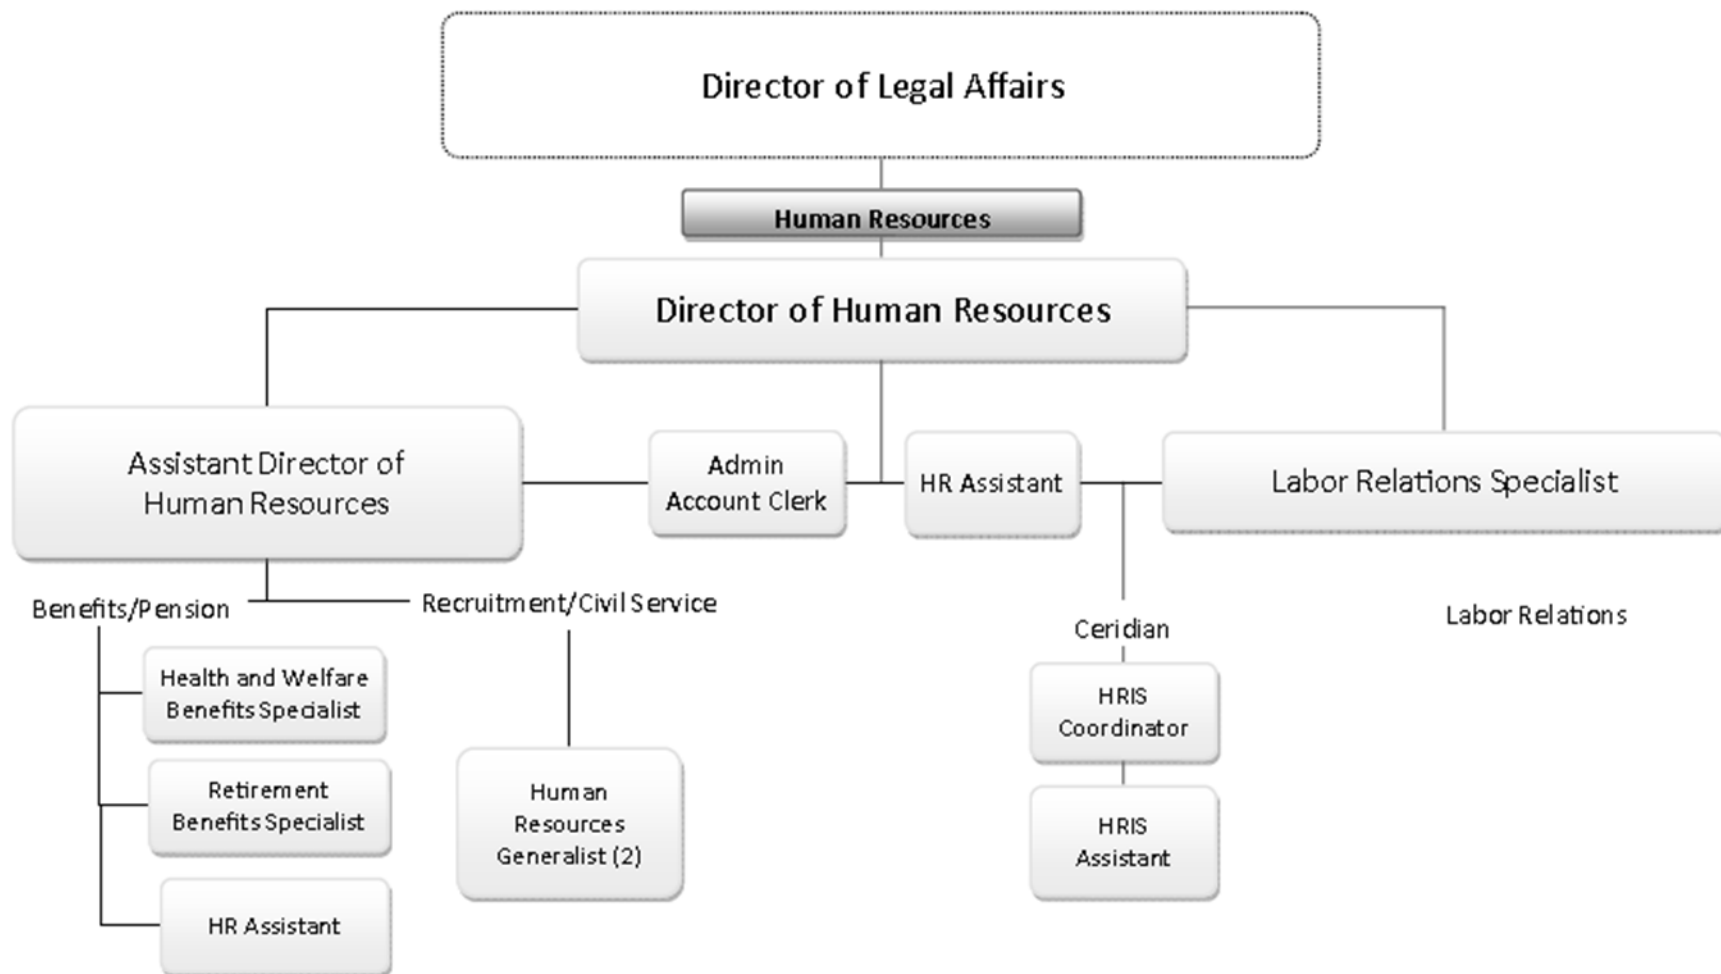 Director of Legal Affairs
Human Resources
Director of Human Resources
Assistant Director of
Human Resources
Admin
Account Clerk
HR Assistant
Labor Relations Specialist
Benefits/Pension
Recruitment/Civil Service
Ceridian
Labor Relations
Health and Welfare
Benefits Specialist
Retirement
Benefits Specialist
HR Assistant
Human
Resources
Generalist (2)
HRIS
Coordinator
HRIS
Assistant